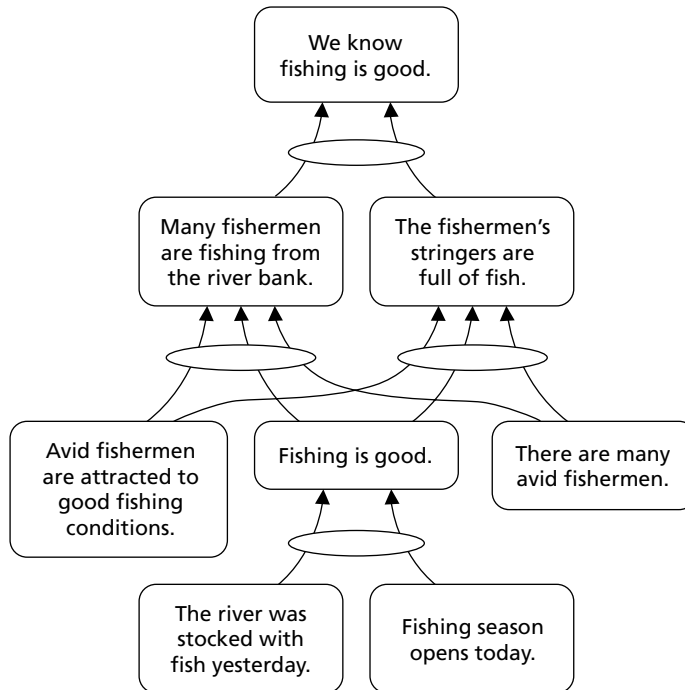 We know
fishing is good.
Many fishermen
are fishing from
the river bank.
The fishermen’s
stringers are
full of fish.
Avid fishermen
are attracted to
good fishing
conditions.
Fishing is good.
There are many
avid fishermen.
The river was
stocked with
fish yesterday.
Fishing season
opens today.